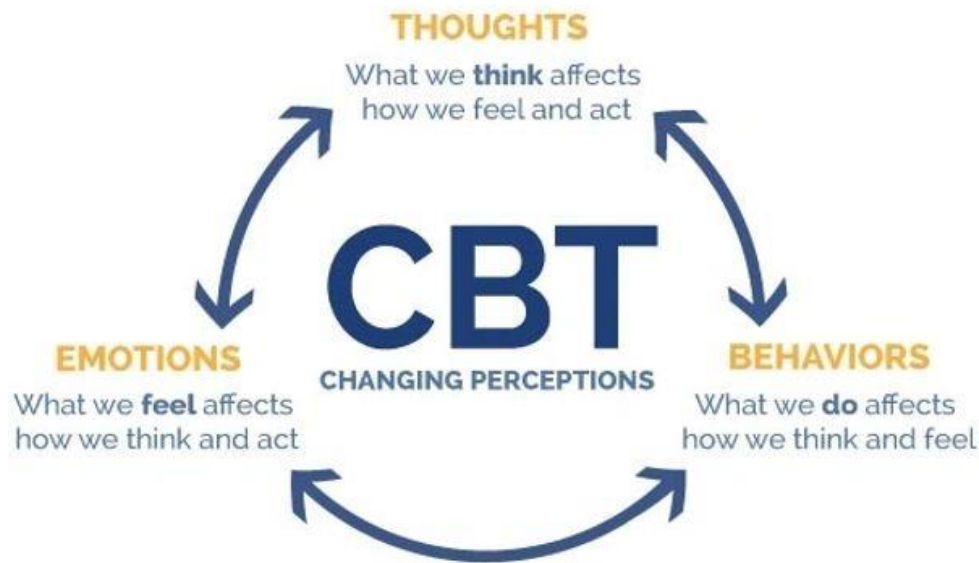 THOUGHTS
What we think affects
how we feel and act
CBT
CHANGING PERCEPTIONS
EMOTIONS
What we feel affects
how we think and act
BEHAVIORS
What we do affects
how we think and feel